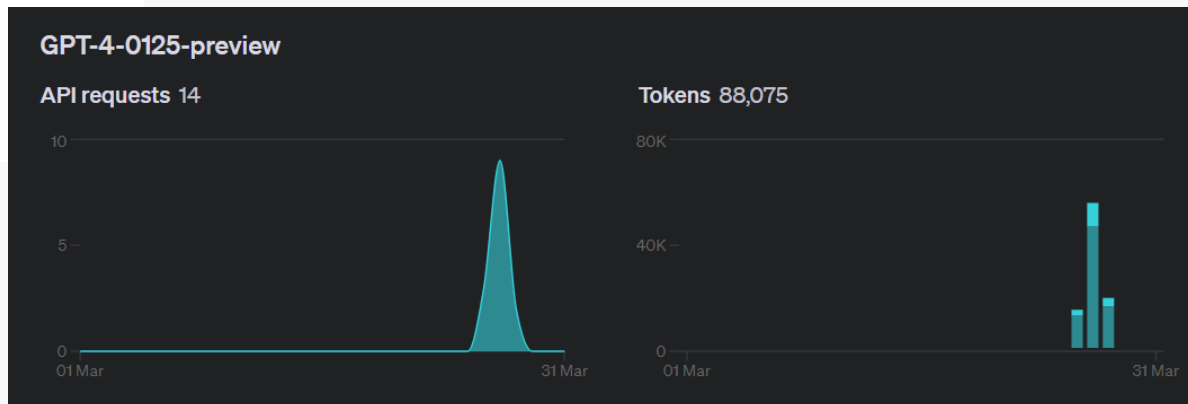 GPT-4-0125-preview
API requests 14
Tokens 88,075
10
5
0
01 Mar
31 Mar
80K
40K
0
01 Mar
31 Mar